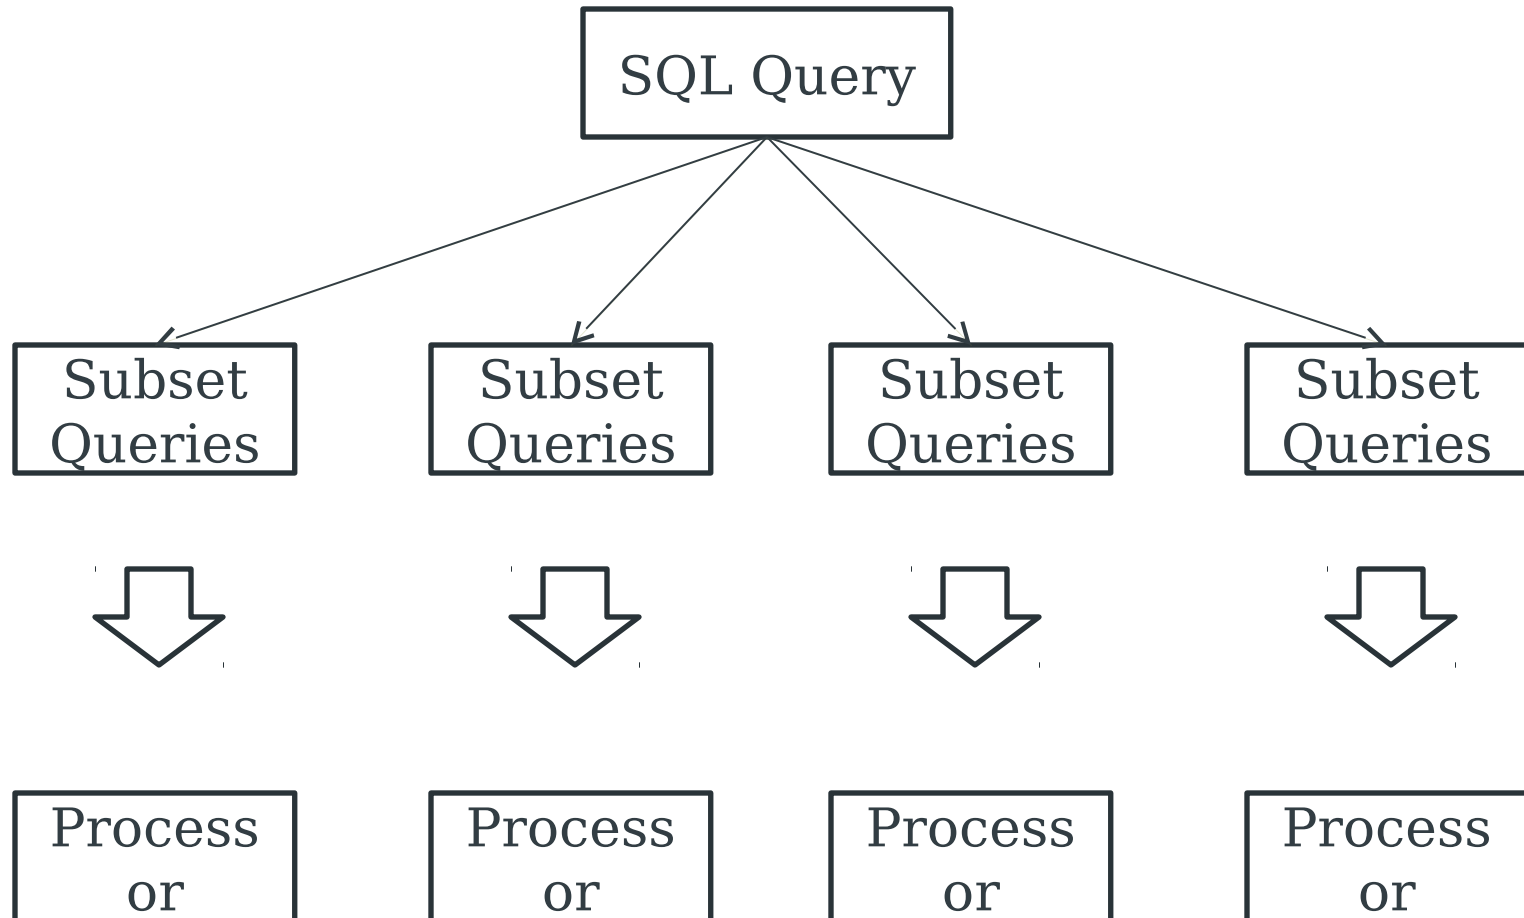 SQL Query
Subset
Queries
Subset
Queries
Subset
Queries
Subset
Queries
Process
or
Process
or
Process
or
Process
or